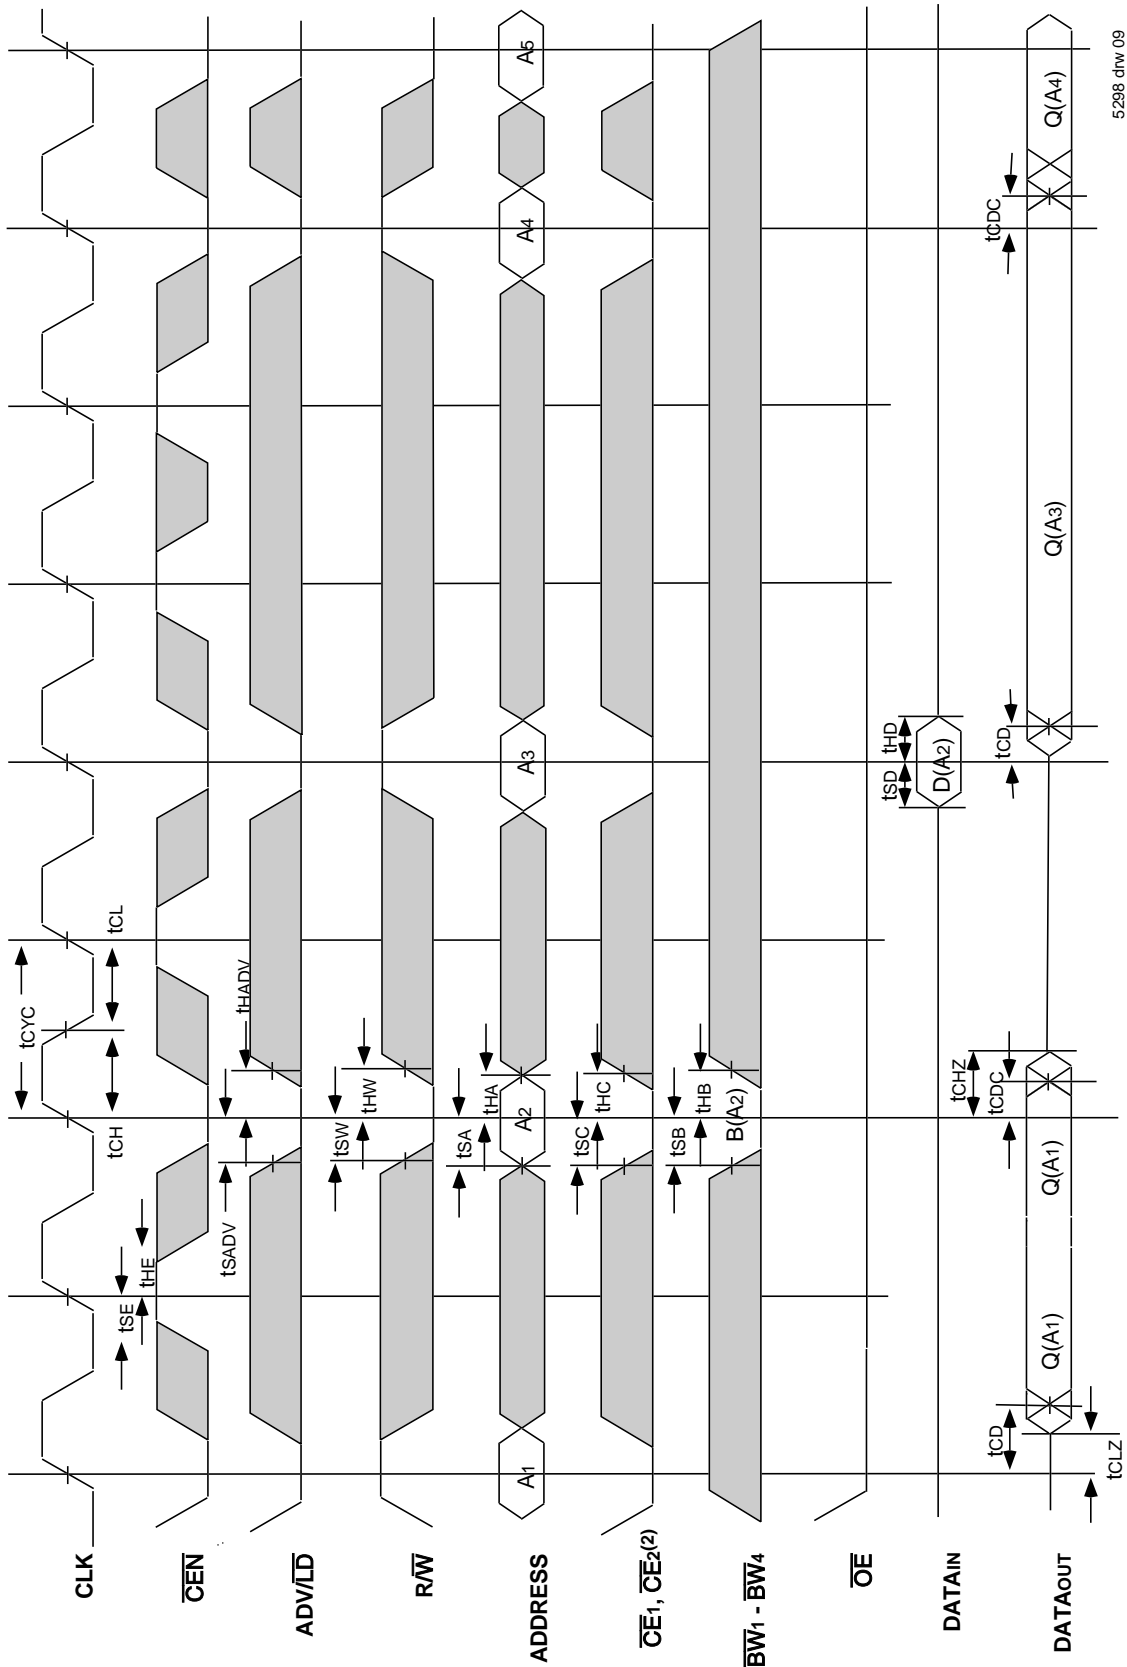 tCYC
tCH
tCL
CLK
tSE
tHE
CEN
tSADV
tHADV
ADV/LD
tSW
tHW
R/W
tSA
tHA
ADDRESS
A1
A2
A3
A4
A5
tSC
tHC
CE1, CE2(2)
tSB
tHB
B(A2)
BW1 - BW4
OE
tSD
tHD
DATAIN
D(A2)
tCD
tCLZ
tCHZ
tCDC
tCD
tCDC
DATAOUT
Q(A1)
Q(A1)
Q(A3)
Q(A4)
5298 drw 09